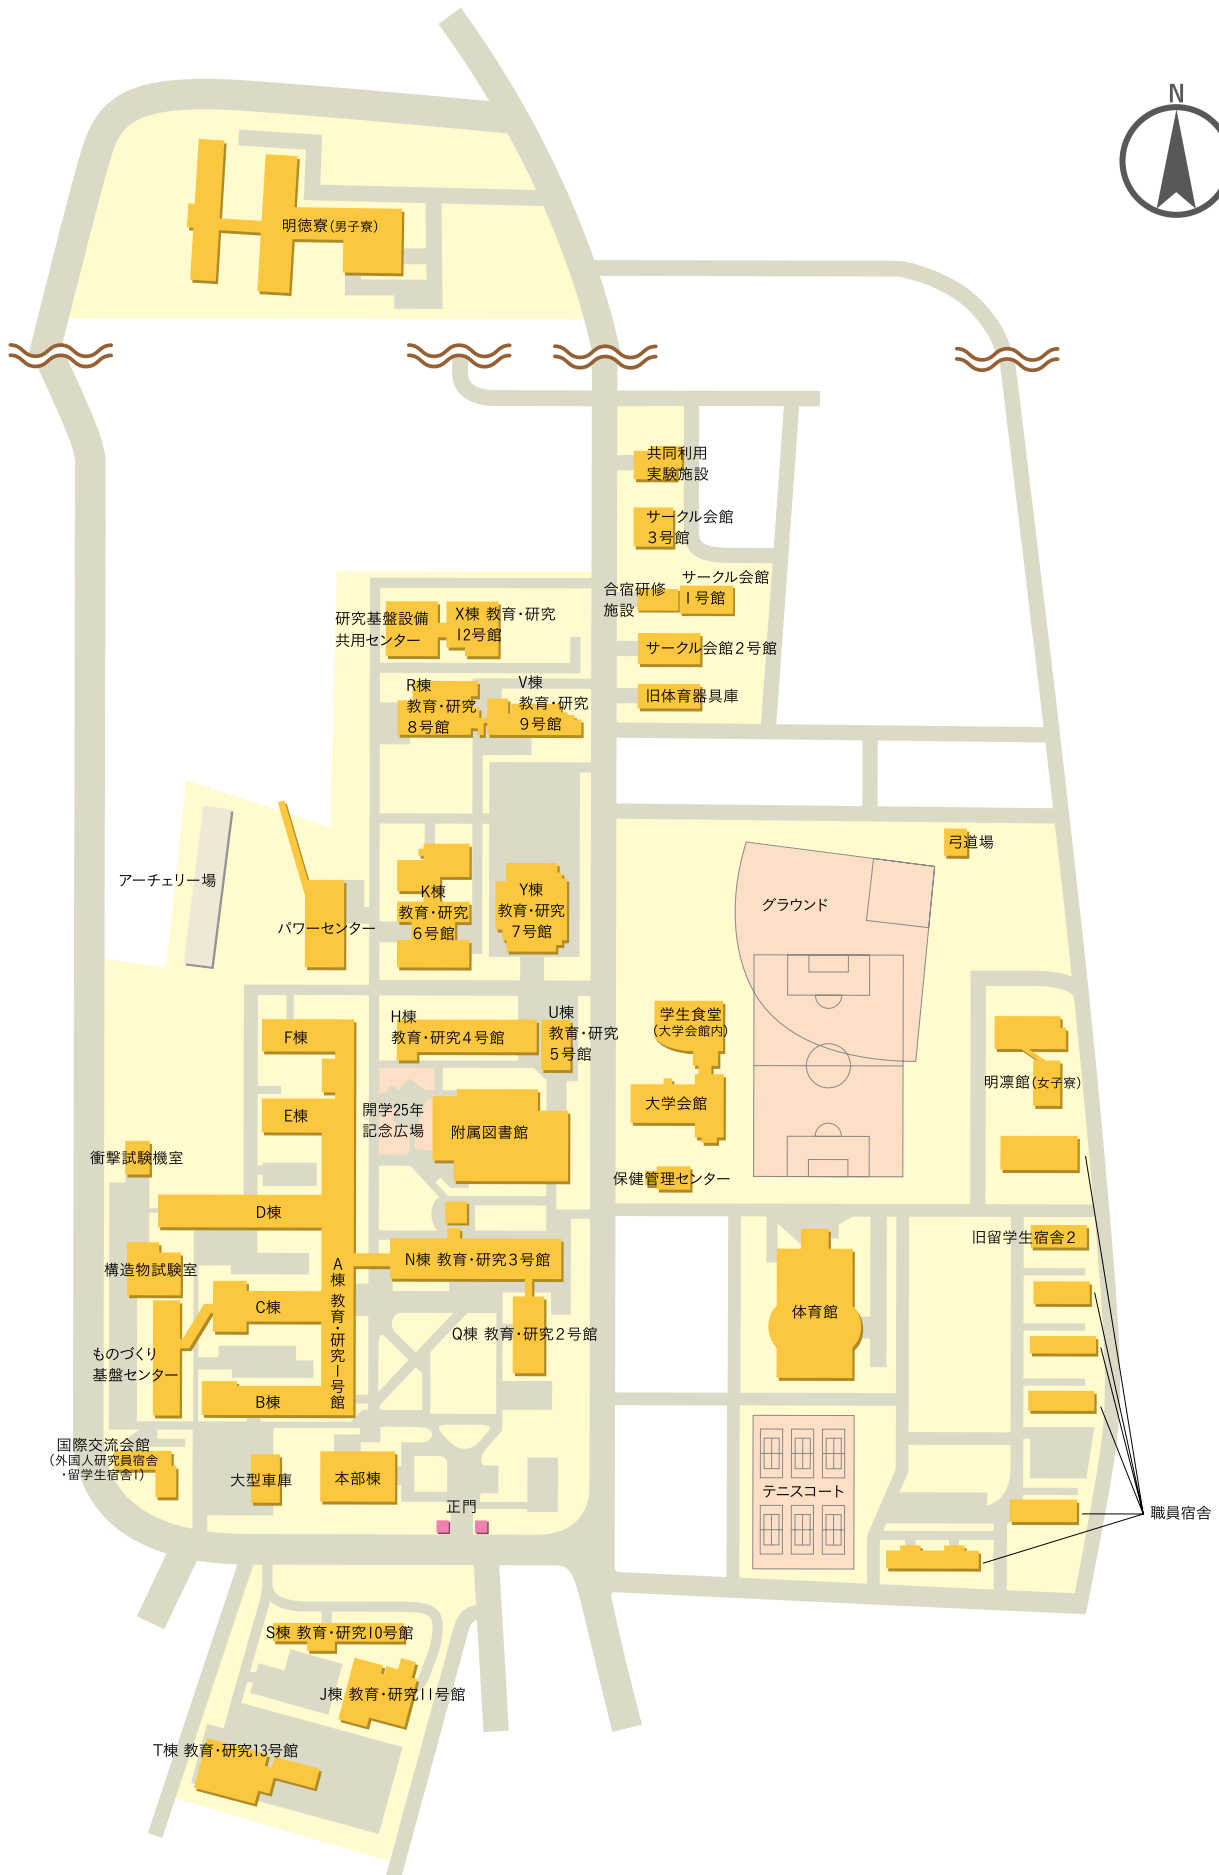 N
明徳寮(男子寮)
共同利用
実験施設
サークル会館
3号館
サークル会館
1号館
合宿研修
施設
研究基盤設備
共用センター
X棟 教育・研究
12号館
サークル会館2号館
R棟
教育・研究
8号館
V棟
教育・研究
9号館
旧体育器具庫
弓道場
アーチェリー場
パワーセンター
K棟
教育・研究
6号館
Y棟
教育・研究
7号館
グラウンド
F棟
H棟
教育・研究4号館
U棟
教育・研究
5号館
学生食堂
(大学会館内)
明凛館(女子寮)
E棟
開学25年
記念広場
附属図書館
大学会館
衝撃試験機室
保健管理センター
D棟
旧留学生宿舎2
構造物試験室
A棟 教育・研究1号館
N棟 教育・研究3号館
C棟
体育館
Q棟 教育・研究2号館
ものづくり
基盤センター
B棟
国際交流会館
(外国人研究員宿舎
・留学生宿舎1)
大型車庫
本部棟
テニスコート
正門
職員宿舎
S棟 教育・研究10号館
J棟 教育・研究11号館
T棟 教育・研究13号館